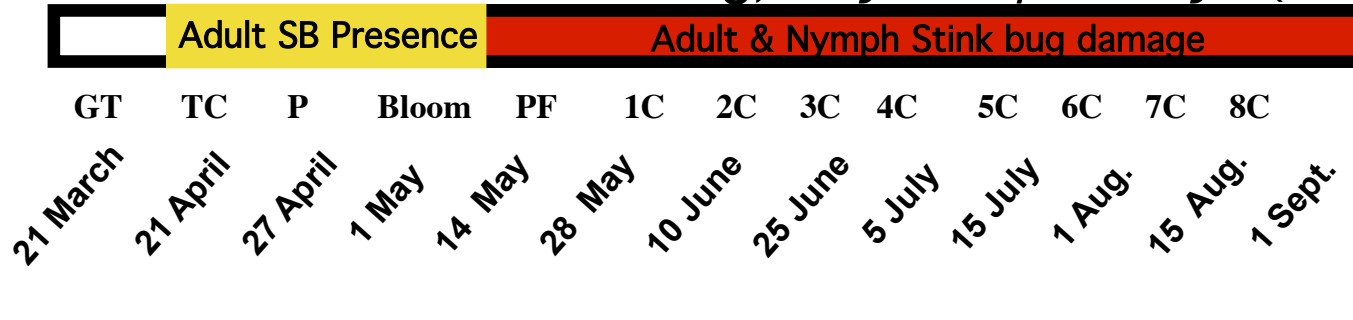 Adult SB Presence Adult & Nymph Stink bug damage
GT TC P Bloom PF 1C 2C 3C 4C 5C 6C 7C 8C
21 March 21 April 27 April 1 May 14 May 28 May 10 June 25 June 5 July 15 July 1 Aug. 15 Aug. 1 Sept.